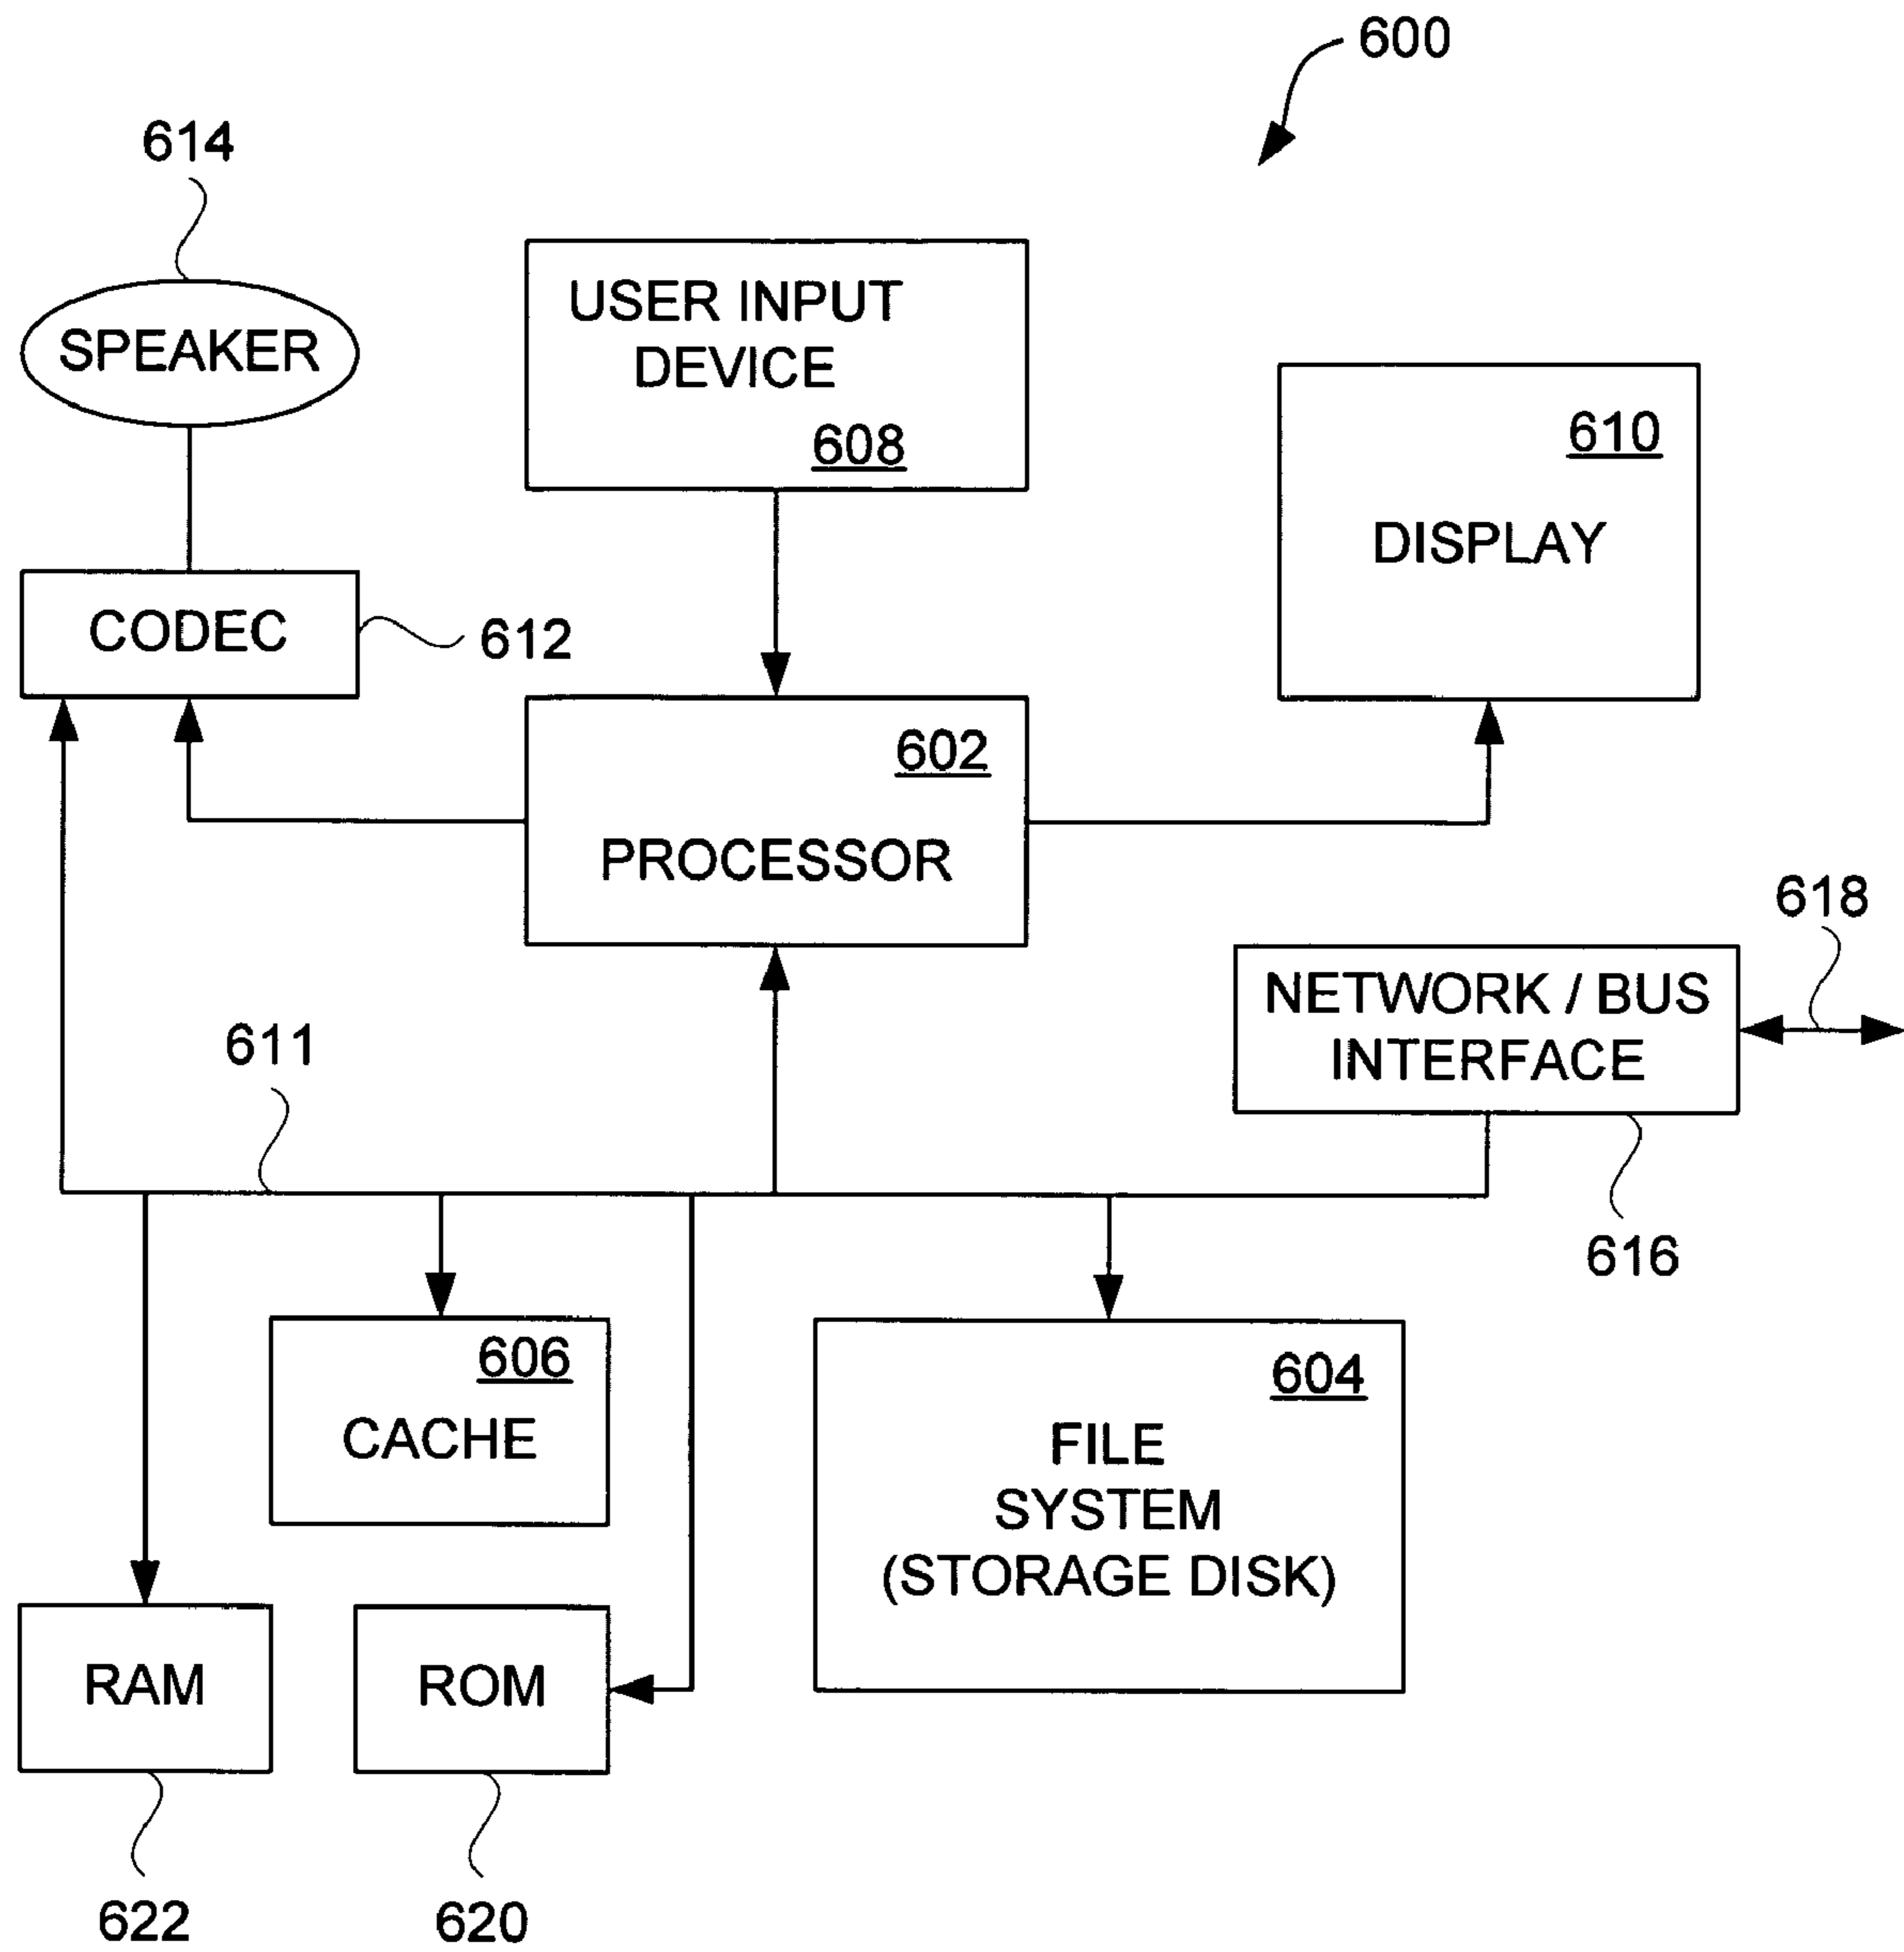 600
614
SPEAKER
USER INPUT
DEVICE
608
610
DISPLAY
CODEC
612
602
PROCESSOR
618
NETWORK / BUS
INTERFACE
611
616
606
CACHE
604
FILE
SYSTEM
(STORAGE DISK)
RAM
ROM
622
620